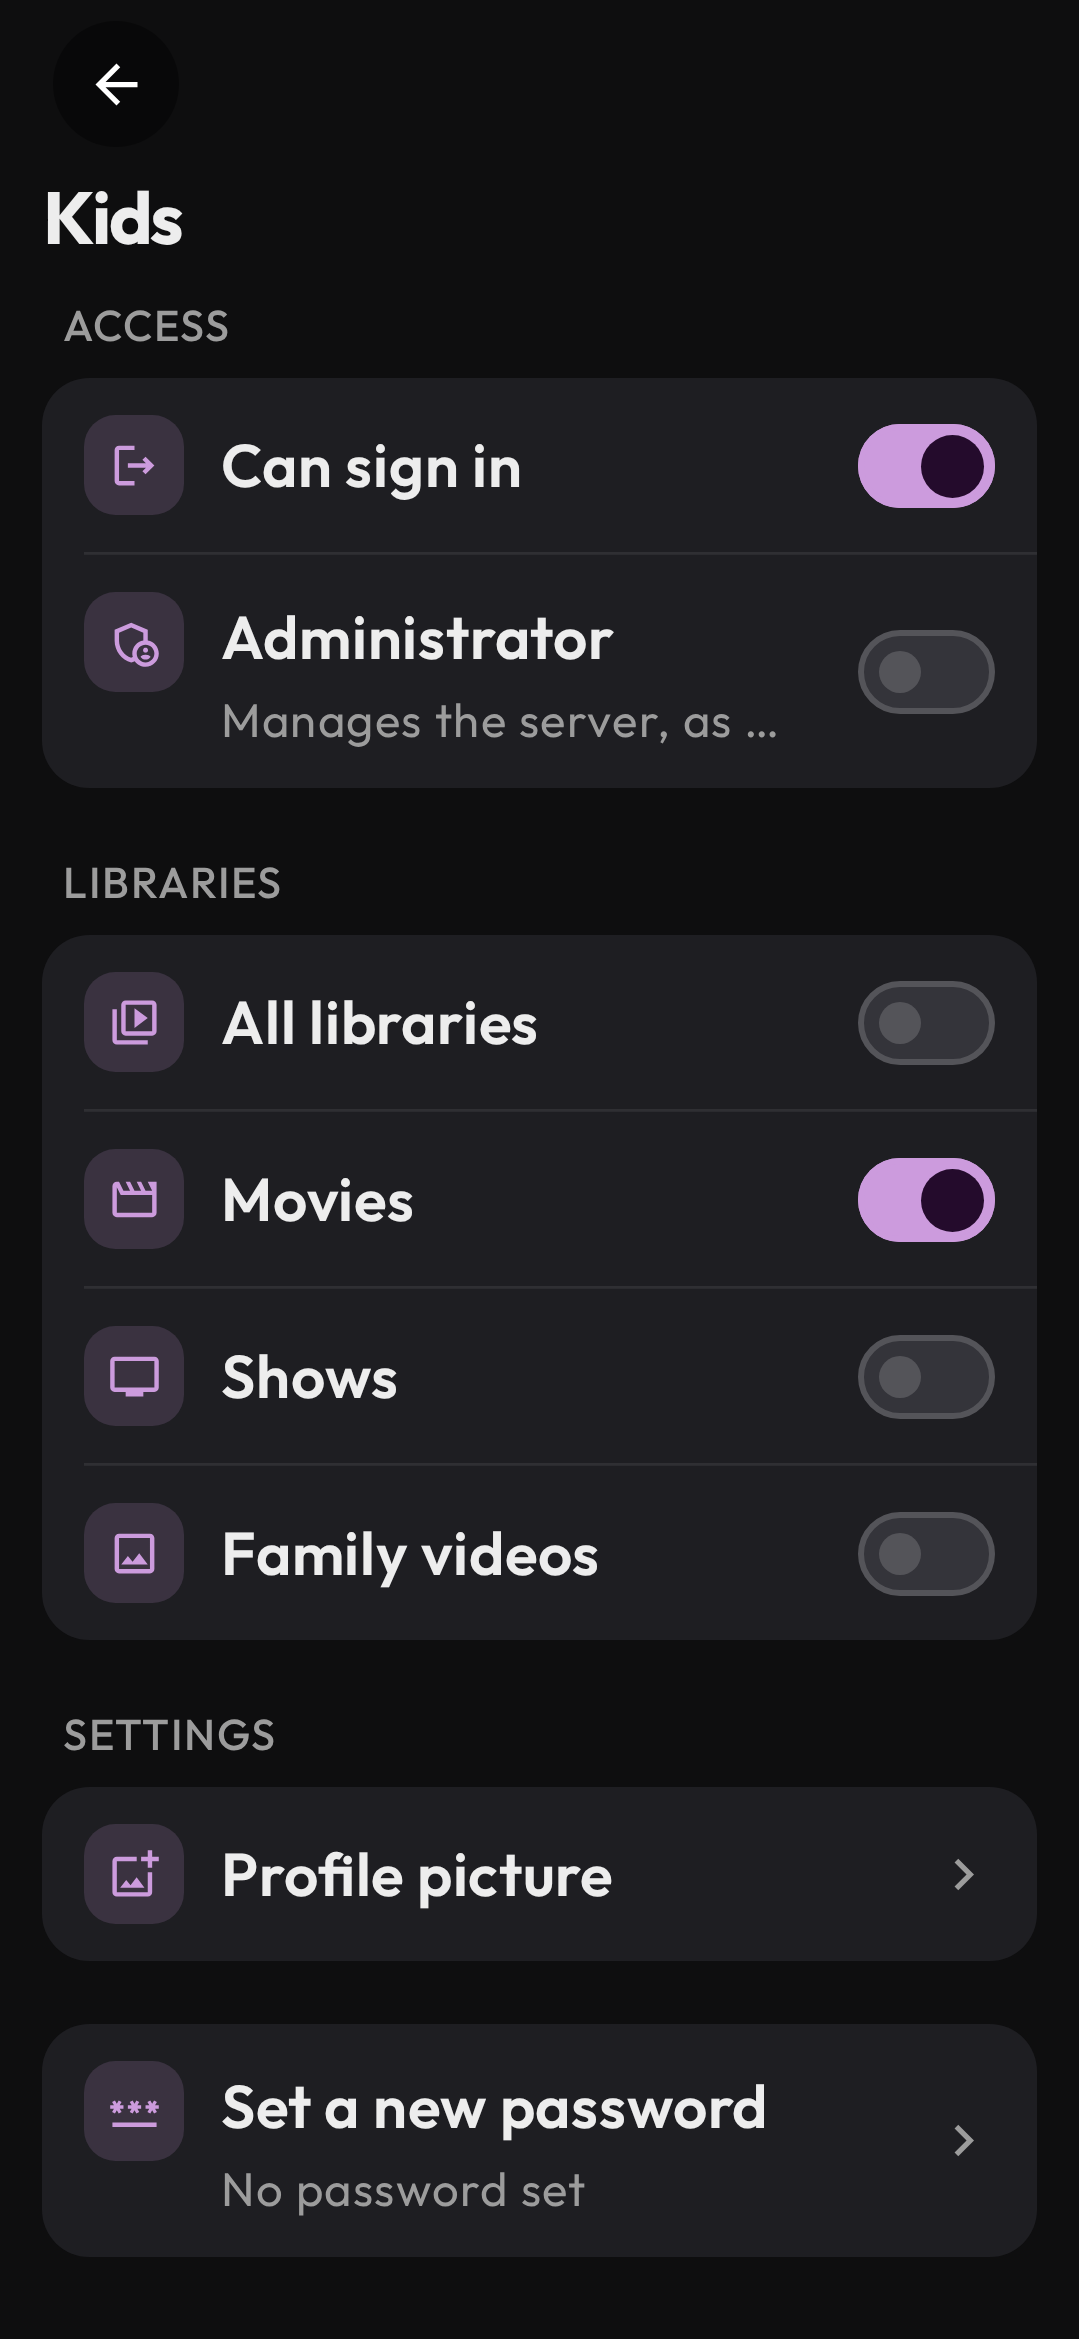 Kids
ACCESS
Can sign in
Administrator
Manages the server, as ...
LIBRARIES
All libraries
Movies
Shows
Family videos
SETTINGS
Profile picture
Set a new password
No password set